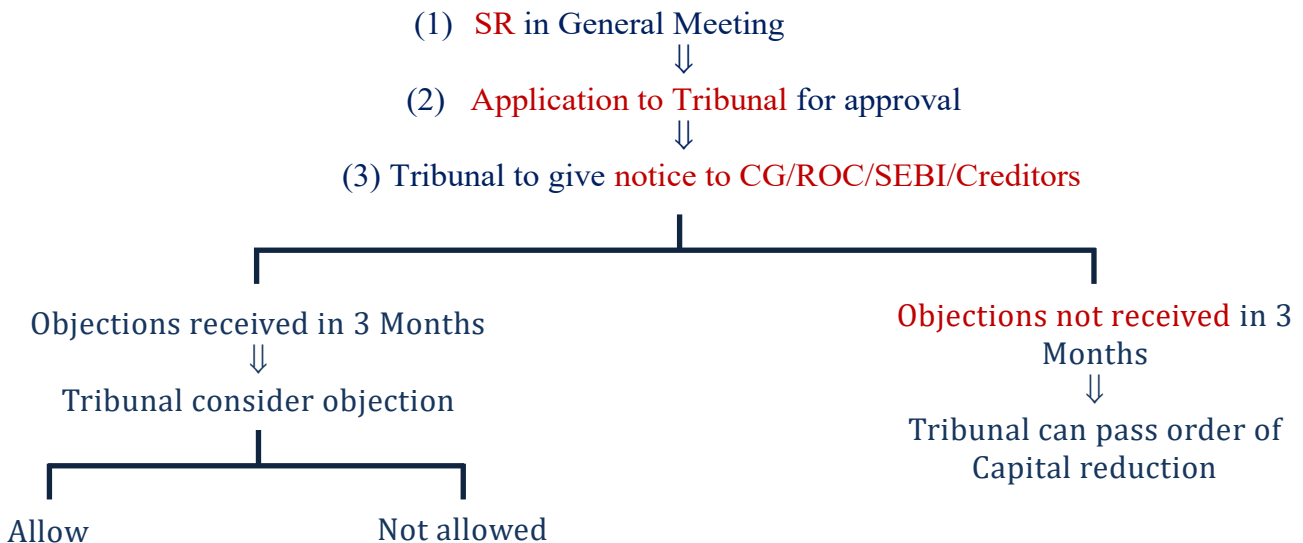 (1) SR in General Meeting
⇓
(2) Application to Tribunal for approval
⇓
(3) Tribunal to give notice to CG/ROC/SEBI/Creditors
Objections received in 3 Months
⇓
Tribunal consider objection
Allow
Not allowed
Objections not received in 3
Months
⇓
Tribunal can pass order of
Capital reduction